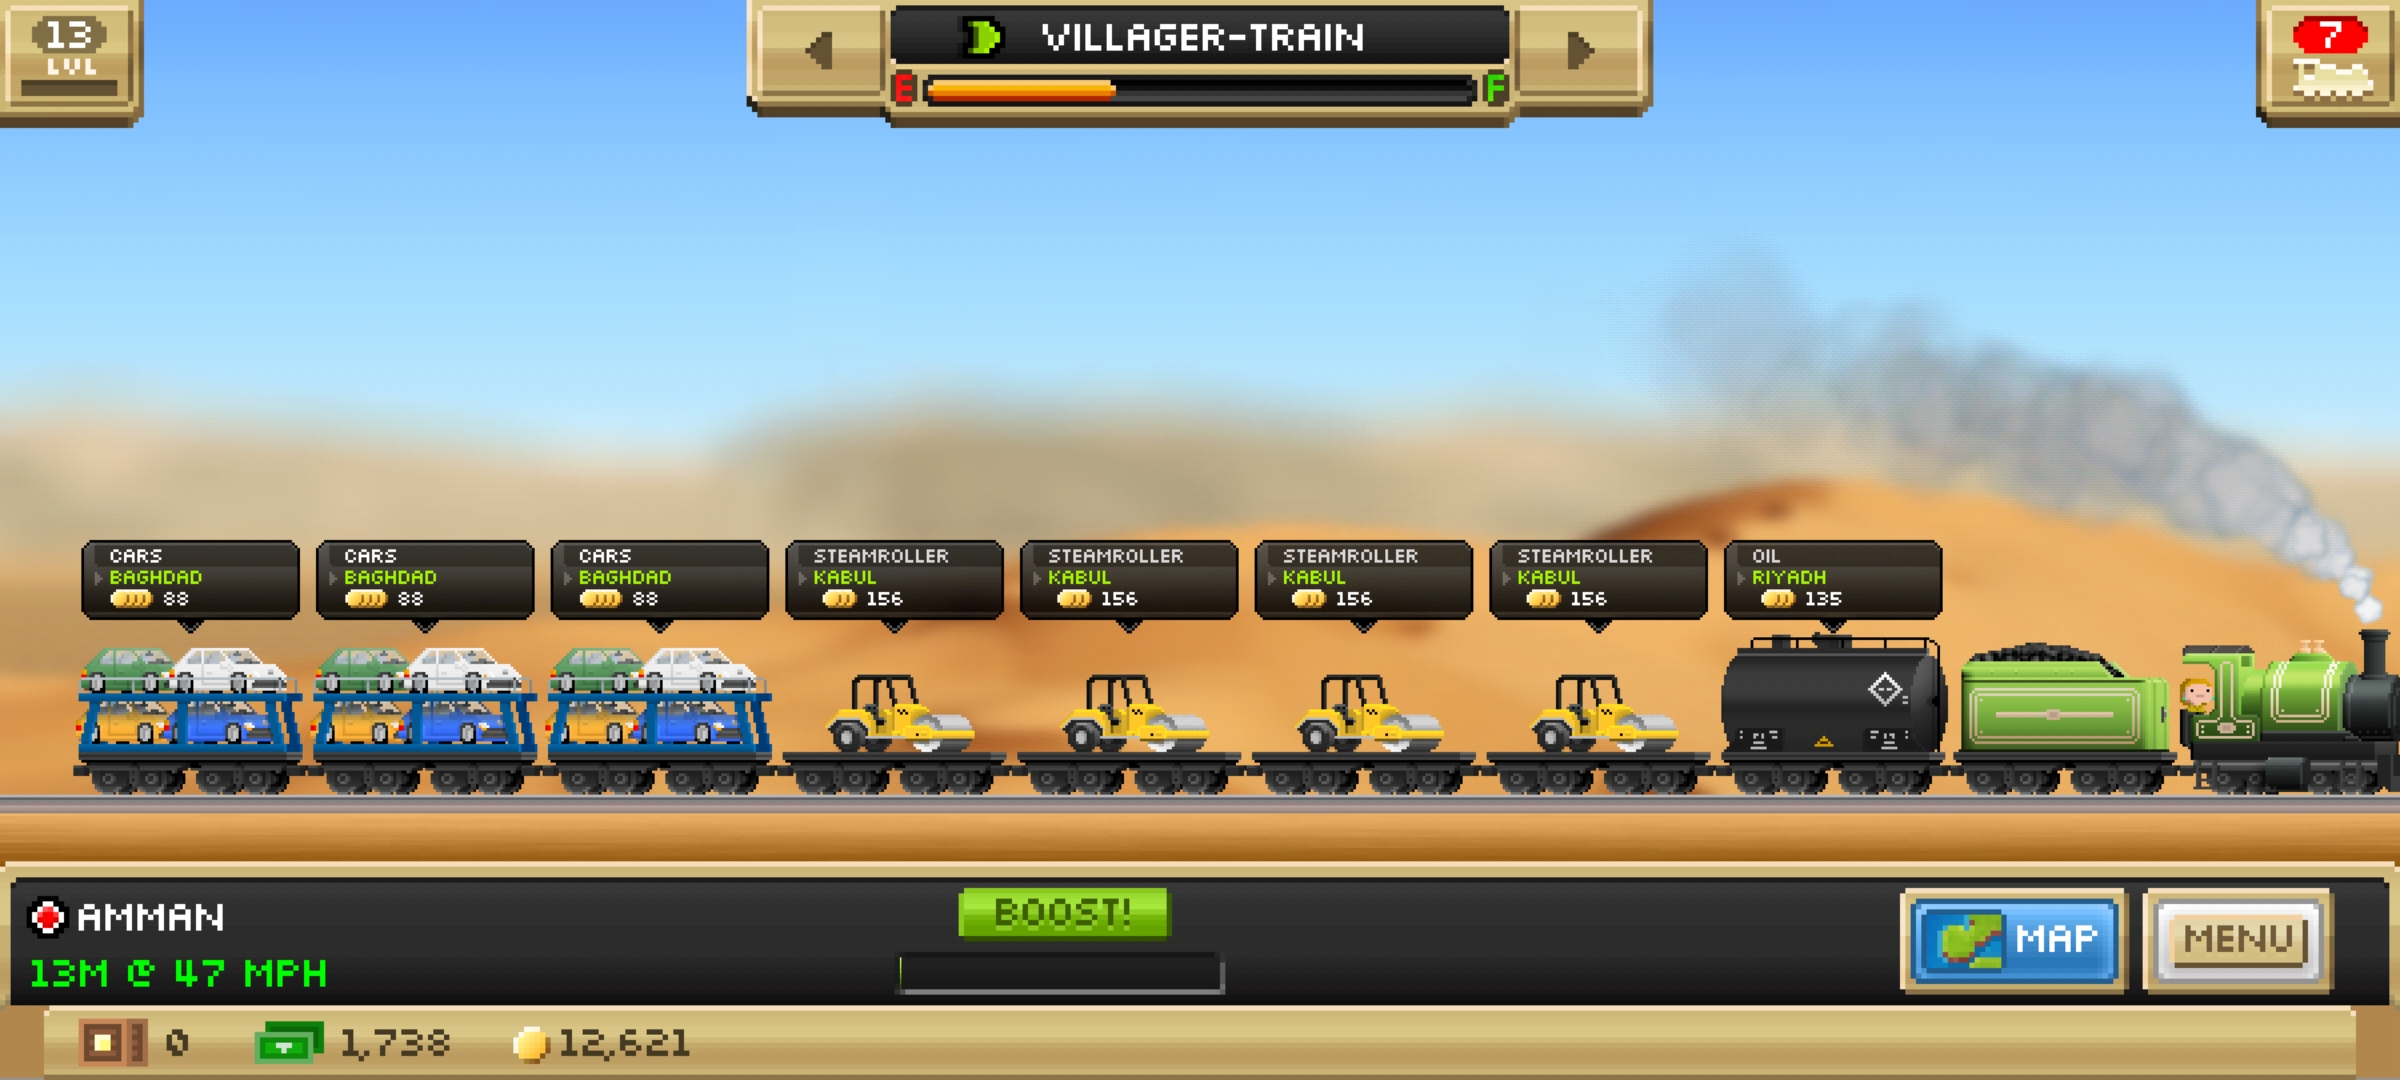 13
LVL
VILLAGER-TRAIN
E F
7
CARS
BAGHDAD
88
CARS
BAGHDAD
88
CARS
BAGHDAD
88
STEAMROLLER
KABUL
156
STEAMROLLER
KABUL
156
STEAMROLLER
KABUL
156
STEAMROLLER
KABUL
156
OIL
RIYADH
135
AMMAN
13M @ 47 MPH
BOOST!
MAP
MENU
0
1,738
12,621